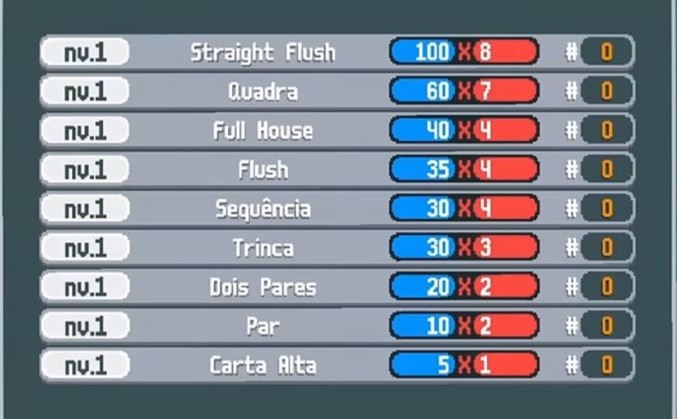 nv.1 Straight Flush 100 X 8 # 0
nv.1 Quadra 60 X 7 # 0
nv.1 Full House 40 X 4 # 0
nv.1 Flush 35 X 4 # 0
nv.1 Sequência 30 X 4 # 0
nv.1 Trinca 30 X 3 # 0
nv.1 Dois Pares 20 X 2 # 0
nv.1 Par 10 X 2 # 0
nv.1 Carta Alta 5 X 1 # 0